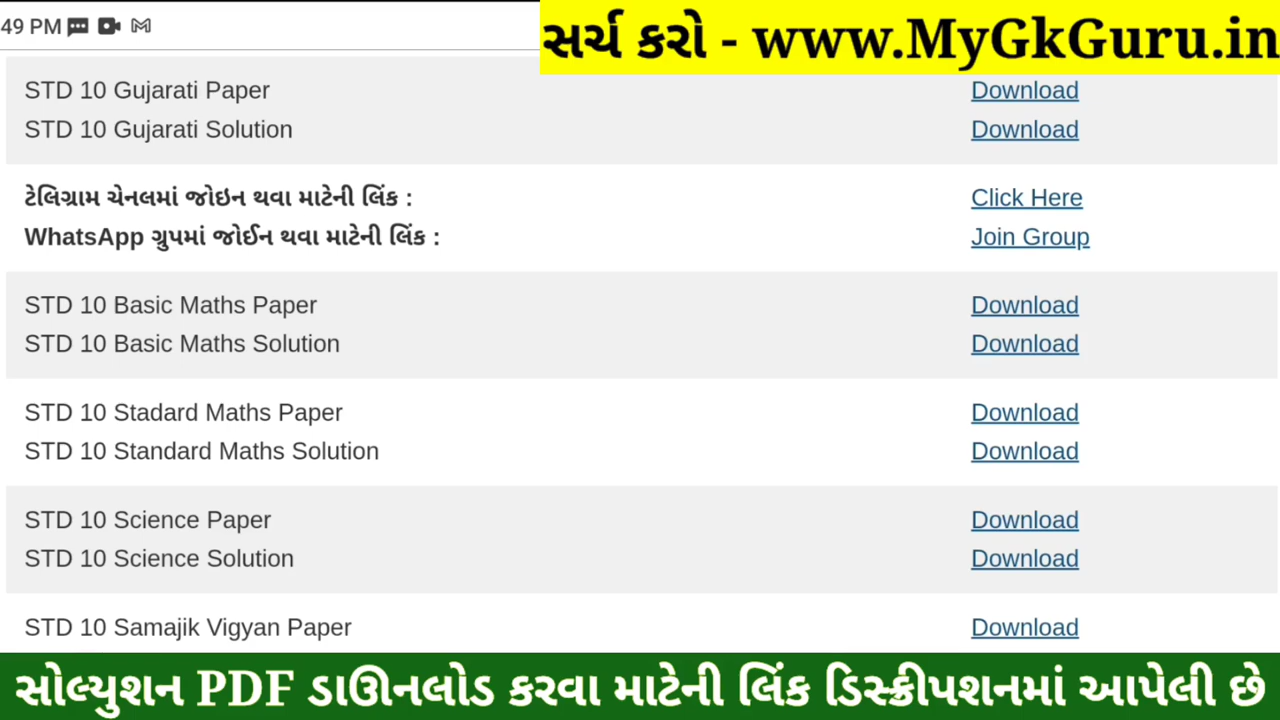 49 PM
સર્ચ કરો - www.MyGkGuru.in
STD 10 Gujarati Paper Download
STD 10 Gujarati Solution Download
ટેલિગ્રામ ચેનલમાં જોઇન થવા માટેની લિંક : Click Here
WhatsApp ગ્રુપમાં જોઈન થવા માટેની લિંક : Join Group
STD 10 Basic Maths Paper Download
STD 10 Basic Maths Solution Download
STD 10 Stadard Maths Paper Download
STD 10 Standard Maths Solution Download
STD 10 Science Paper Download
STD 10 Science Solution Download
STD 10 Samajik Vigyan Paper Download
સોલ્યુશન PDF ડાઊનલોડ કરવા માટેની લિંક ડિસ્ક્રીપશનમાં આપેલી છે